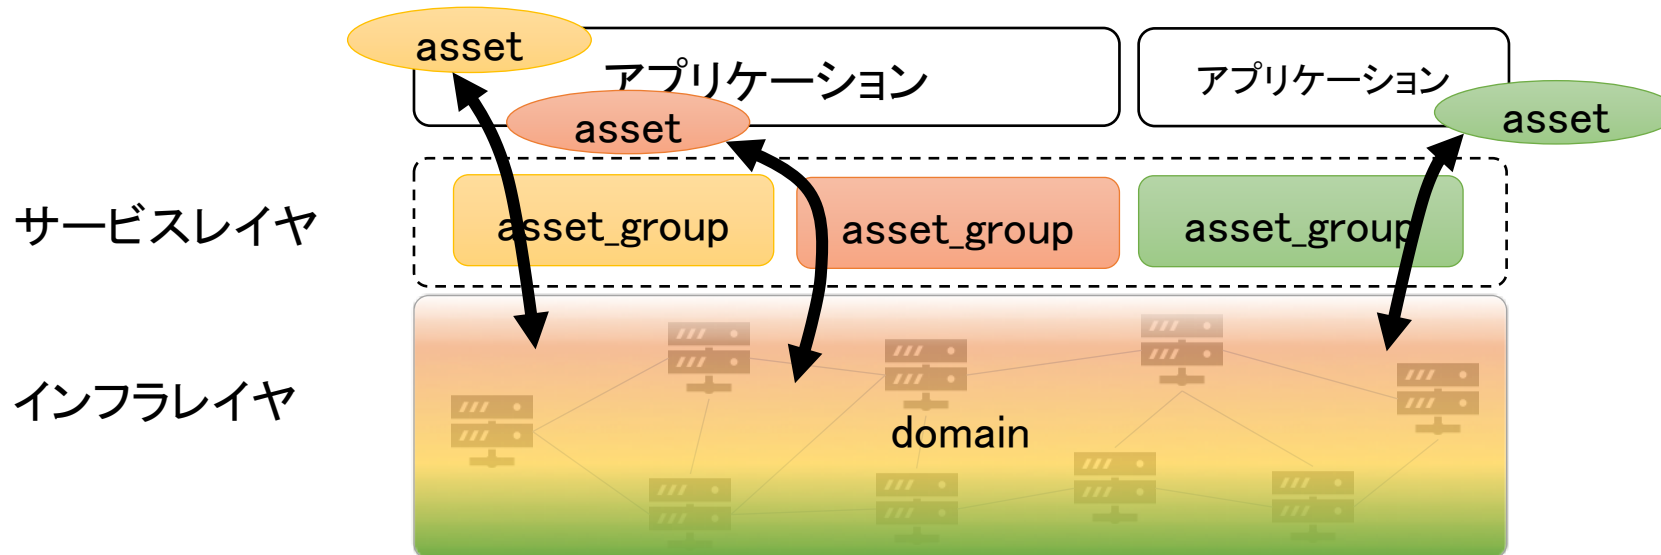 asset
アプリケーション
アプリケーション
asset
asset
サービスレイヤ
asset_group
asset_group
asset_group
インフラレイヤ
domain